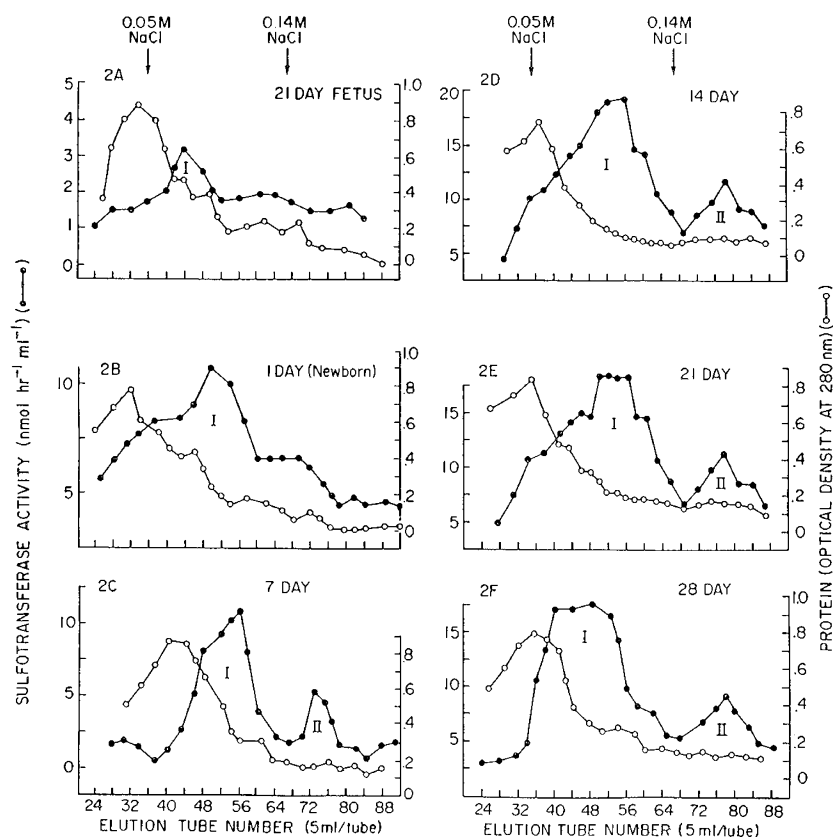 0.05M
NaCl
0.14M
NaCl
0.05M
NaCl
0.14M
NaCl
2A
21 DAY FETUS
I
5
4
3
2
1
0
1.0
.8
.6
.4
.2
0
2D
14 DAY
I
II
20
15
10
5
.8
.6
.4
.2
0
2B
1 DAY (Newborn)
I
10
5
1.0
.8
.6
.4
.2
0
2E
21 DAY
I
II
15
10
5
.8
.6
.4
.2
0
2C
7 DAY
I
II
10
5
0
.8
.6
.4
.2
0
2F
28 DAY
I
II
15
10
5
1.0
.8
.6
.4
.2
0
24 32 40 48 56 64 72 80 88
ELUTION TUBE NUMBER (5ml/tube)
24 32 40 48 56 64 76 85 88
ELUTION TUBE NUMBER (5ml/tube)
SULFOTRANSFERASE ACTIVITY (nmol hr⁻¹ ml⁻¹) (●—●)
PROTEIN (OPTICAL DENSITY AT 280 nm) (o—o)